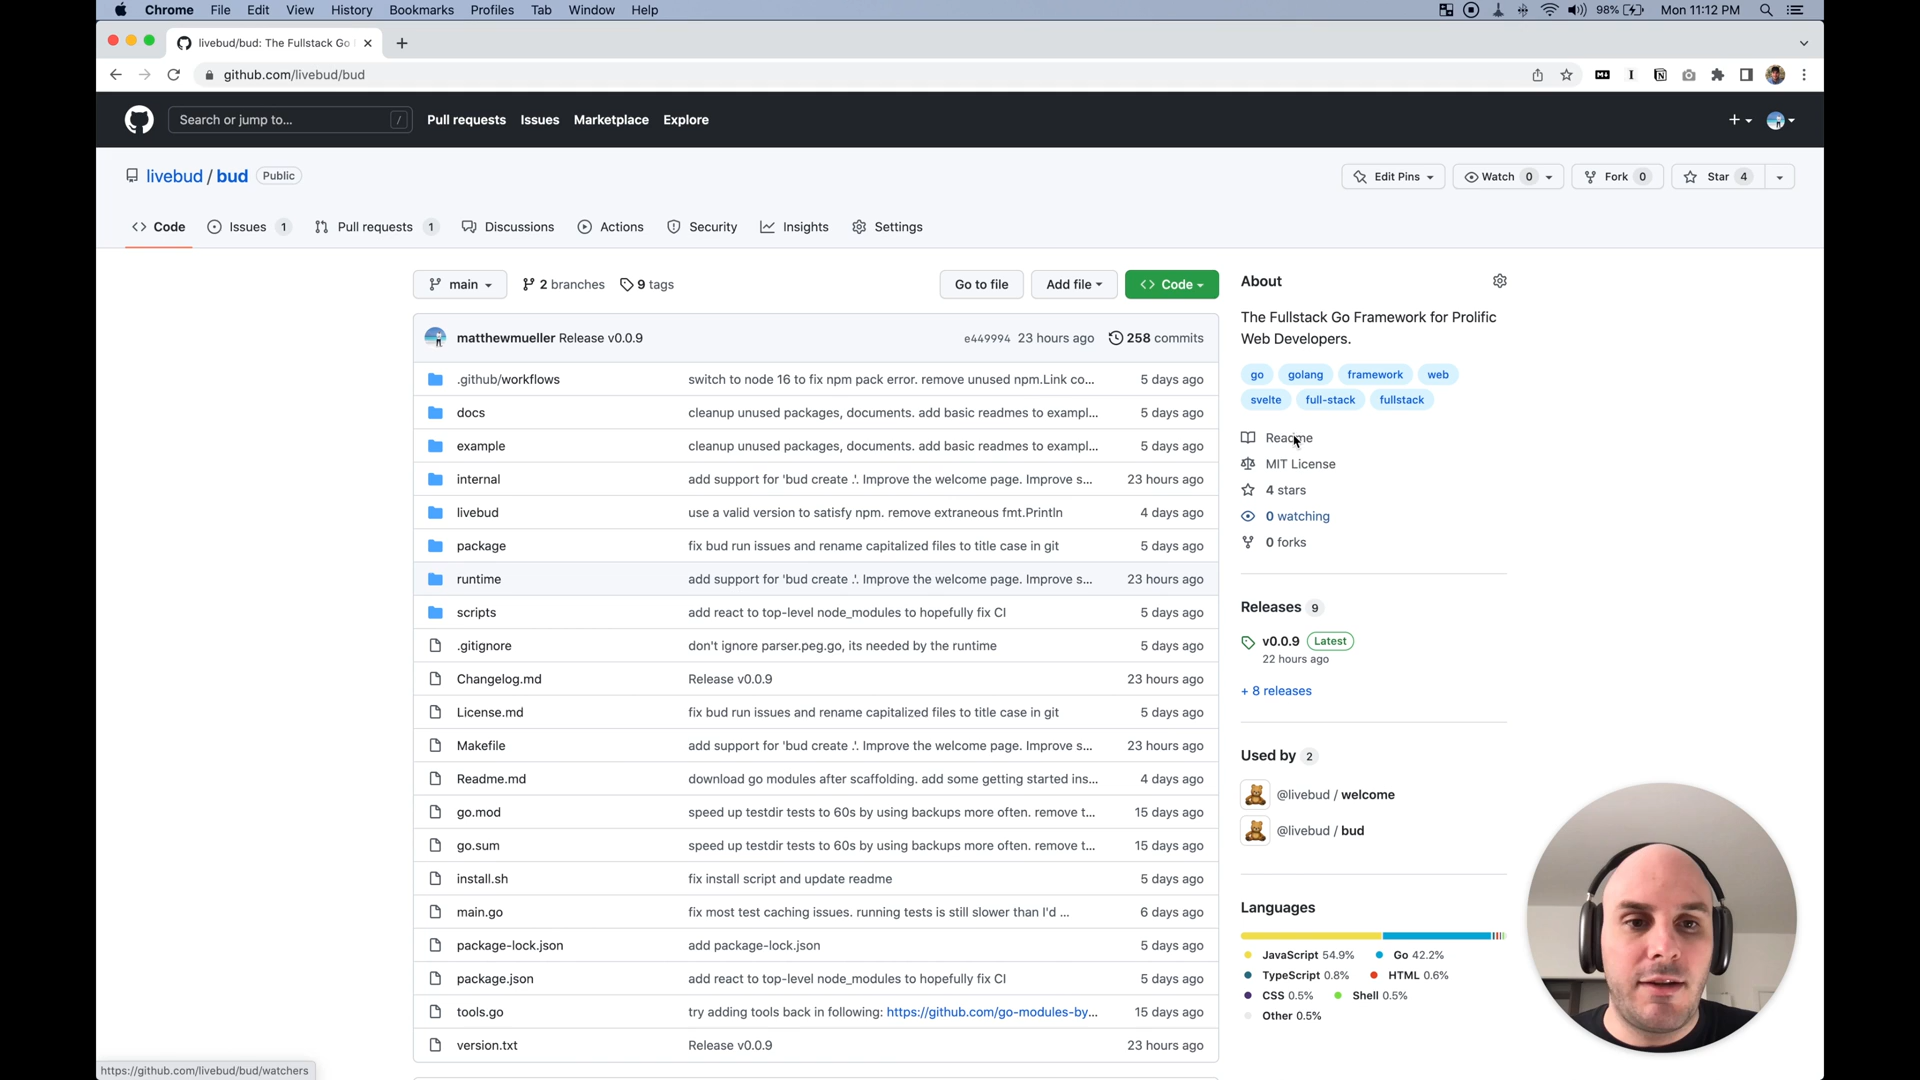 Chrome File Edit View History Bookmarks Profiles Tab Window Help 98% Mon 11:12 PM
livebud/bud: The Fullstack Go
github.com/livebud/bud
Search or jump to... / Pull requests Issues Marketplace Explore
livebud / bud Public Edit Pins Watch 0 Fork 0 Star 4
Code Issues 1 Pull requests 1 Discussions Actions Security Insights Settings
main 2 branches 9 tags Go to file Add file Code
matthewmueller Release v0.0.9 e449994 23 hours ago 258 commits
.github/workflows switch to node 16 to fix npm pack error. remove unused npm.Link co... 5 days ago
docs cleanup unused packages, documents. add basic readmes to exampl... 5 days ago
example cleanup unused packages, documents. add basic readmes to exampl... 5 days ago
internal add support for 'bud create .'. Improve the welcome page. Improve s... 23 hours ago
livebud use a valid version to satisfy npm. remove extraneous fmt.Println 4 days ago
package fix bud run issues and rename capitalized files to title case in git 5 days ago
runtime add support for 'bud create .'. Improve the welcome page. Improve s... 23 hours ago
scripts add react to top-level node_modules to hopefully fix CI 5 days ago
.gitignore don't ignore parser.peg.go, its needed by the runtime 5 days ago
Changelog.md Release v0.0.9 23 hours ago
License.md fix bud run issues and rename capitalized files to title case in git 5 days ago
Makefile add support for 'bud create .'. Improve the welcome page. Improve s... 23 hours ago
Readme.md download go modules after scaffolding. add some getting started ins... 4 days ago
go.mod speed up testdir tests to 60s by using backups more often. remove t... 15 days ago
go.sum speed up testdir tests to 60s by using backups more often. remove t... 15 days ago
install.sh fix install script and update readme 5 days ago
main.go fix most test caching issues. running tests is still slower than I'd ... 6 days ago
package-lock.json add package-lock.json 5 days ago
package.json add react to top-level node_modules to hopefully fix CI 5 days ago
tools.go try adding tools back in following: https://github.com/go-modules-by... 15 days ago
version.txt Release v0.0.9 23 hours ago
About
The Fullstack Go Framework for Prolific
Web Developers.
go golang framework web
svelte full-stack fullstack
Readme
MIT License
4 stars
0 watching
0 forks
Releases 9
v0.0.9 Latest
22 hours ago
+ 8 releases
Used by 2
@livebud / welcome
@livebud / bud
Languages
JavaScript 54.9% Go 42.2%
TypeScript 0.8% HTML 0.6%
CSS 0.5% Shell 0.5%
Other 0.5%
https://github.com/livebud/bud/watchers